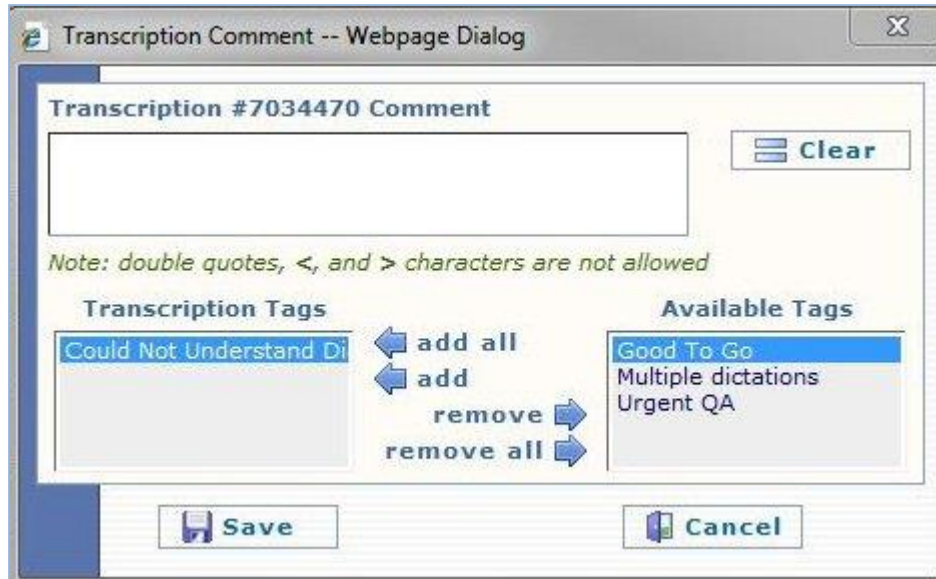 Transcription Comment -- Webpage Dialog
Transcription #7034470 Comment
Clear
Note: double quotes, <, and > characters are not allowed
Transcription Tags
Available Tags
Could Not Understand Di
add all
add
remove
remove all
Good To Go
Multiple dictations
Urgent QA
Save
Cancel